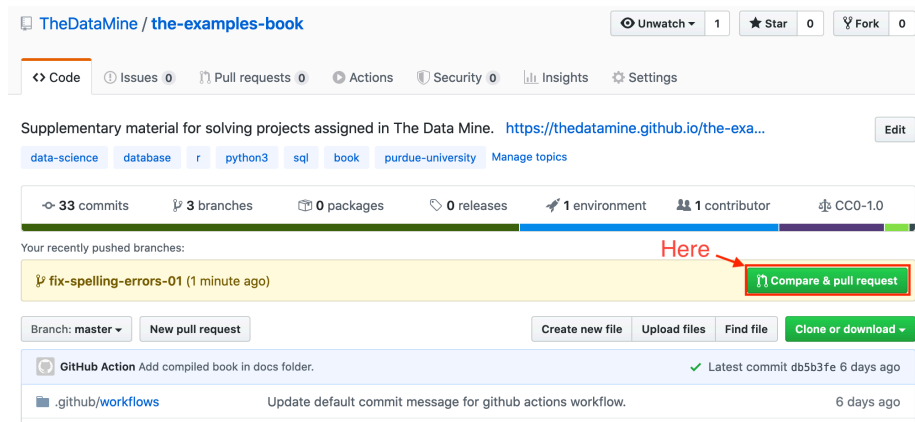 TheDataMine / the-examples-book Unwatch 1 Star 0 Fork 0
Code Issues 0 Pull requests 0 Actions Security 0 Insights Settings
Supplementary material for solving projects assigned in The Data Mine. https://thedatamine.github.io/the-exa... Edit
data-science database r python3 sql book purdue-university Manage topics
33 commits 3 branches 0 packages 0 releases 1 environment 1 contributor CC0-1.0
Your recently pushed branches:
Here
fix-spelling-errors-01 (1 minute ago) Compare & pull request
Branch: master New pull request Create new file Upload files Find file Clone or download
GitHub Action Add compiled book in docs folder. Latest commit db5b3fe 6 days ago
.github/workflows Update default commit message for github actions workflow. 6 days ago